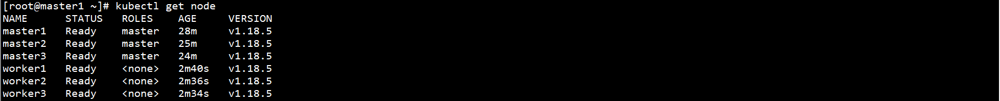 [root@master1 ~]# kubectl get node
NAME      STATUS   ROLES    AGE     VERSION
master1   Ready    master   28m     v1.18.5
master2   Ready    master   25m     v1.18.5
master3   Ready    master   24m     v1.18.5
worker1   Ready    <none>   2m40s   v1.18.5
worker2   Ready    <none>   2m36s   v1.18.5
worker3   Ready    <none>   2m34s   v1.18.5